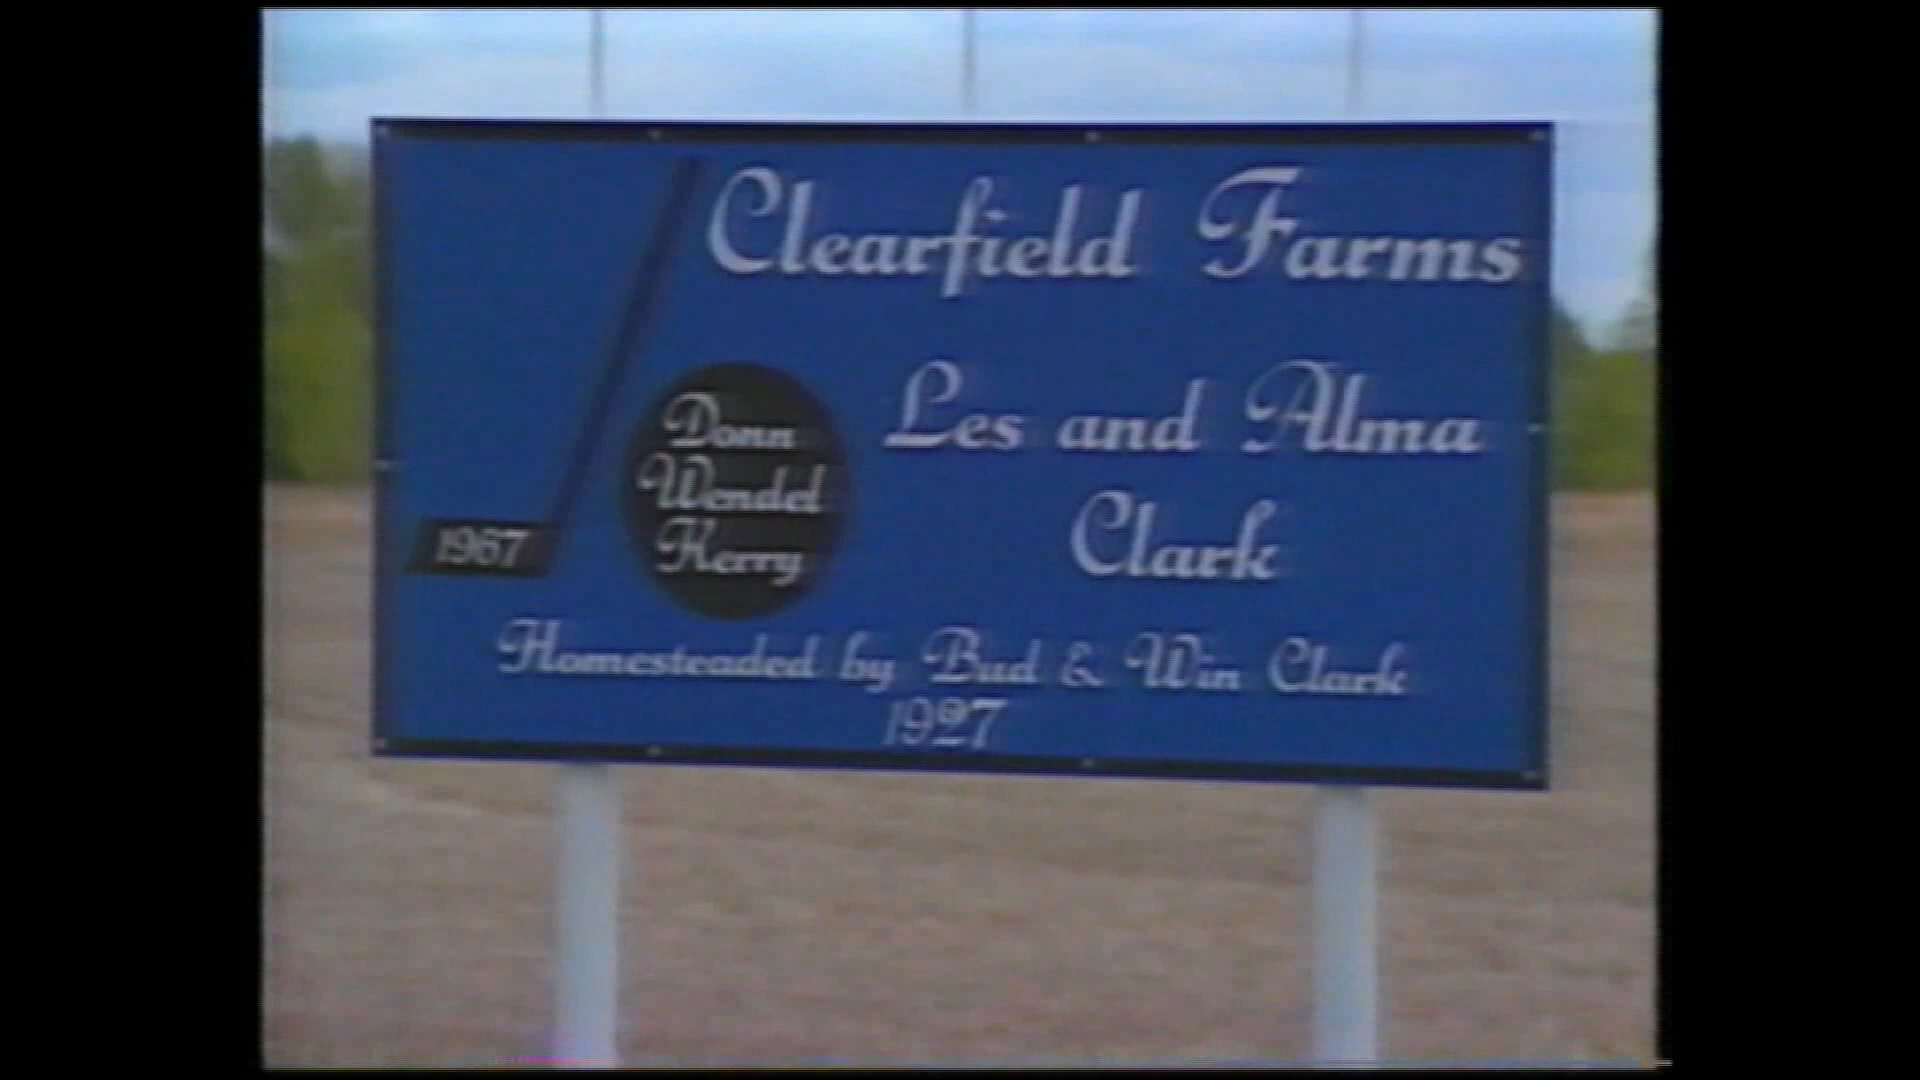 Clearfield Farms
Les and Alma
Clark
Donn
Wendel
Kerry
1967
Homesteaded by Bud & Win Clark
1927